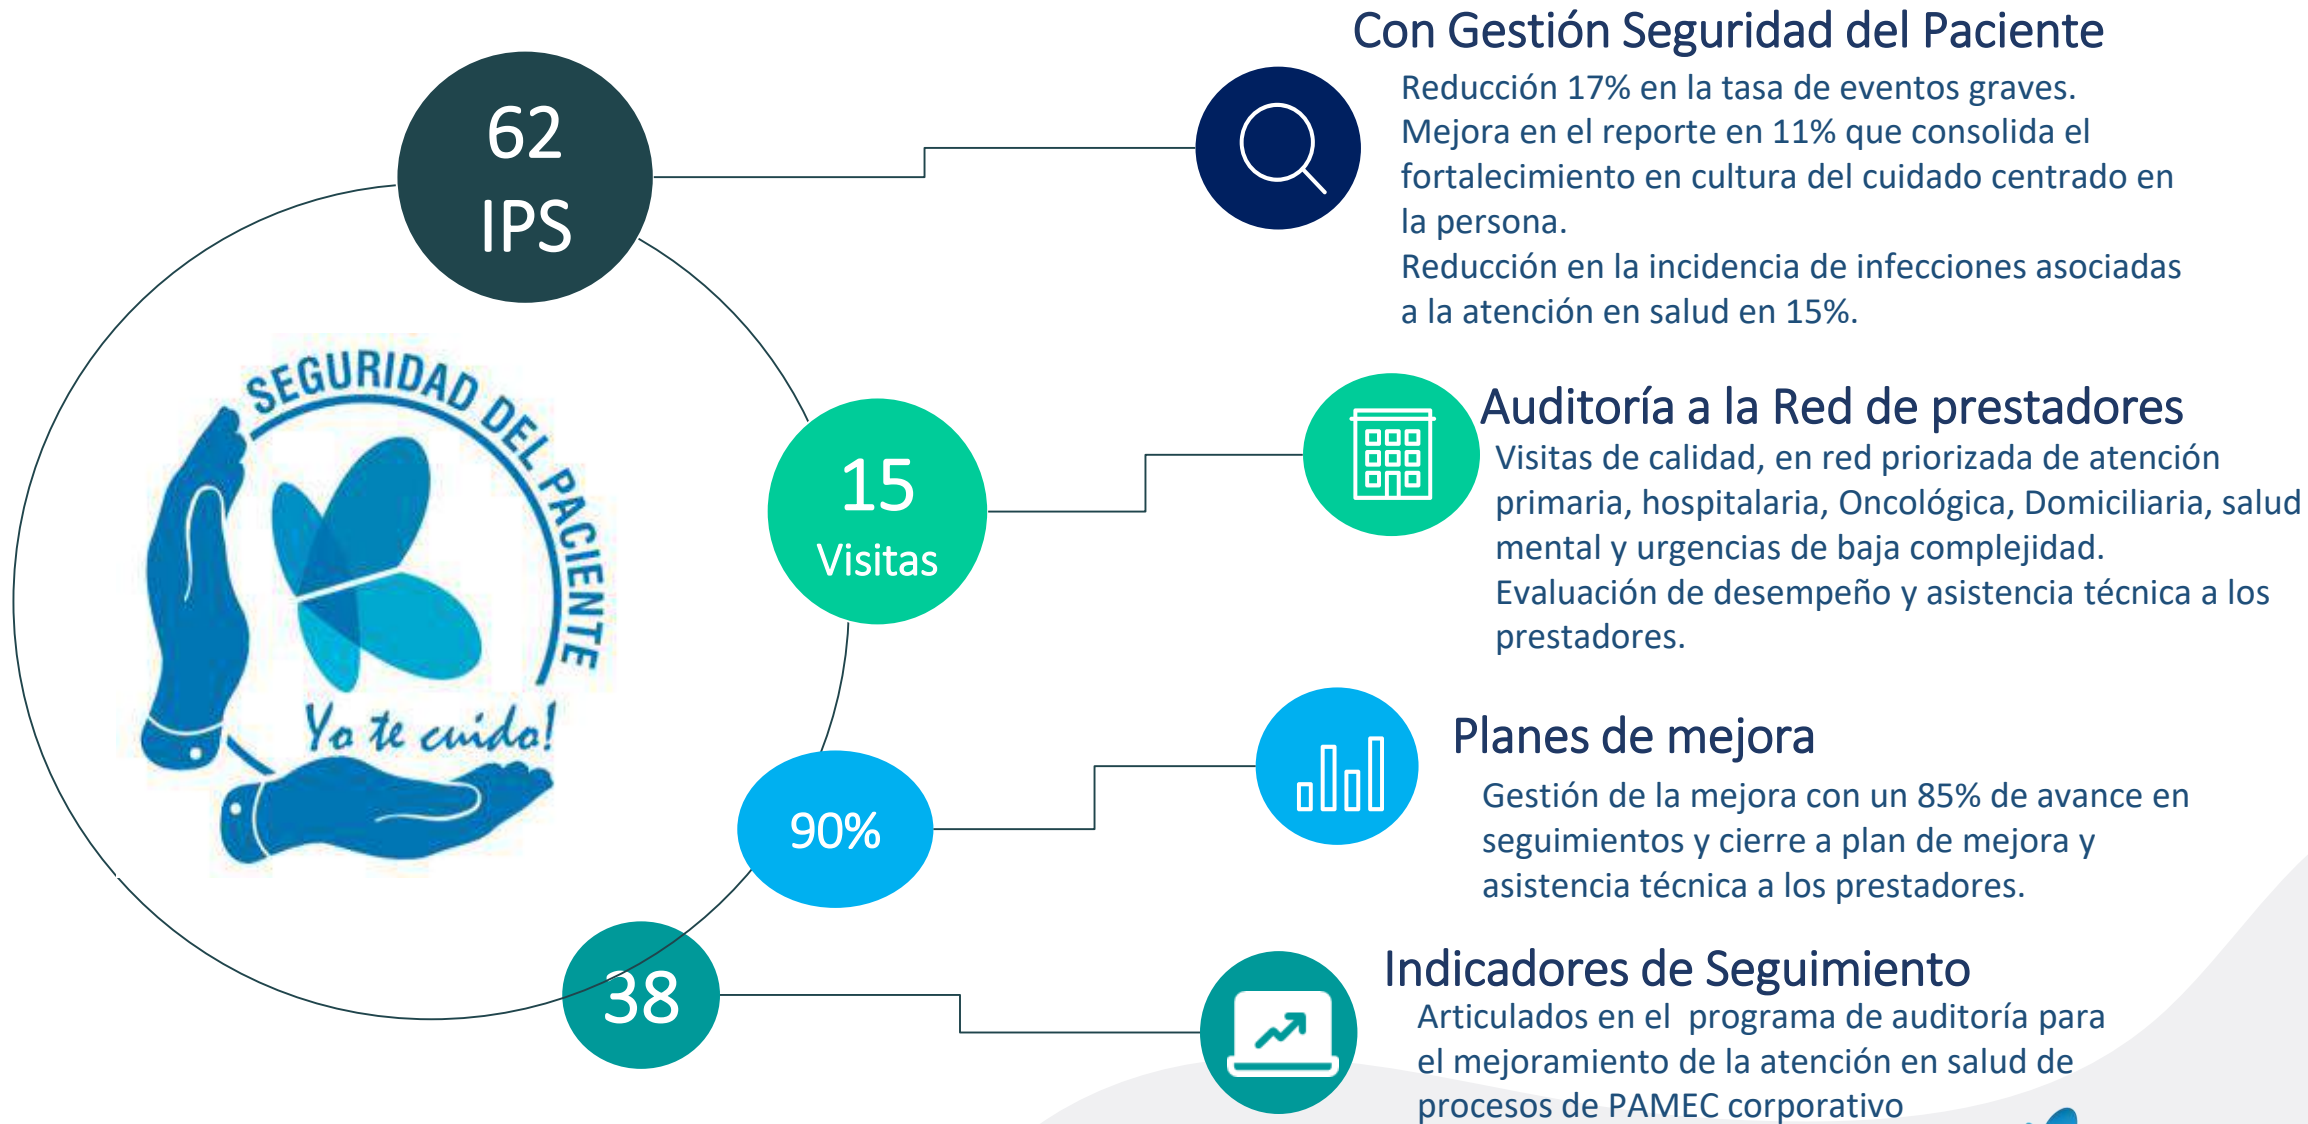 62
IPS
Con Gestión Seguridad del Paciente
Reducción 17% en la tasa de eventos graves.
Mejora en el reporte en 11% que consolida el
fortalecimiento en cultura del cuidado centrado en
la persona.
Reducción en la incidencia de infecciones asociadas
a la atención en salud en 15%.
SEGURIDAD DEL PACIENTE
Yo te cuido!
15
Visitas
Auditoría a la Red de prestadores
Visitas de calidad, en red priorizada de atención
primaria, hospitalaria, Oncológica, Domiciliaria, salud
mental y urgencias de baja complejidad.
Evaluación de desempeño y asistencia técnica a los
prestadores.
90%
Planes de mejora
Gestión de la mejora con un 85% de avance en
seguimientos y cierre a plan de mejora y
asistencia técnica a los prestadores.
38
Indicadores de Seguimiento
Articulados en el  programa de auditoría para
el mejoramiento de la atención en salud de
procesos de PAMEC corporativo